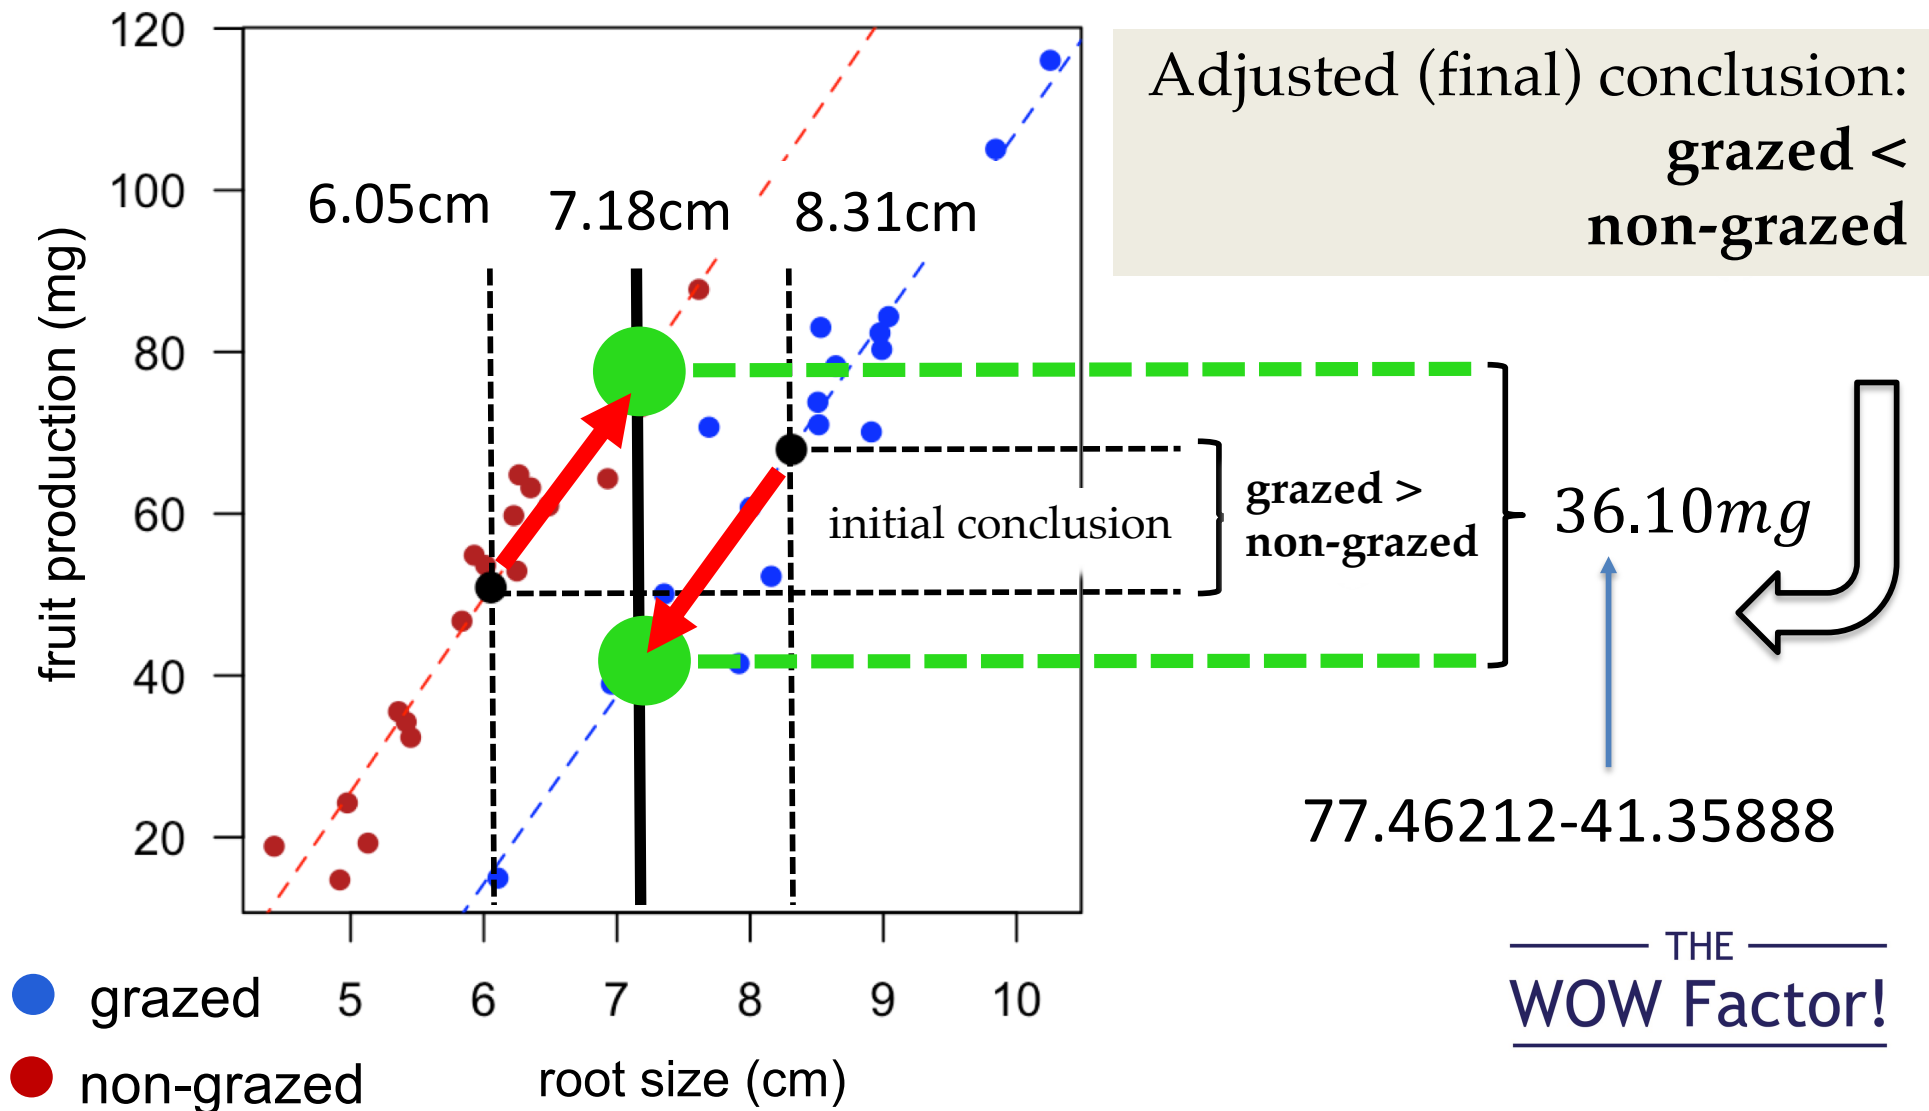 120
100
80
60
40
20
fruit production (mg)
6.05cm
7.18cm
8.31cm
Adjusted (final) conclusion:
grazed <
non-grazed
initial conclusion
grazed >
non-grazed
36.10mg
77.46212-41.35888
5 6 7 8 9 10
root size (cm)
grazed
non-grazed
THE
WOW Factor!